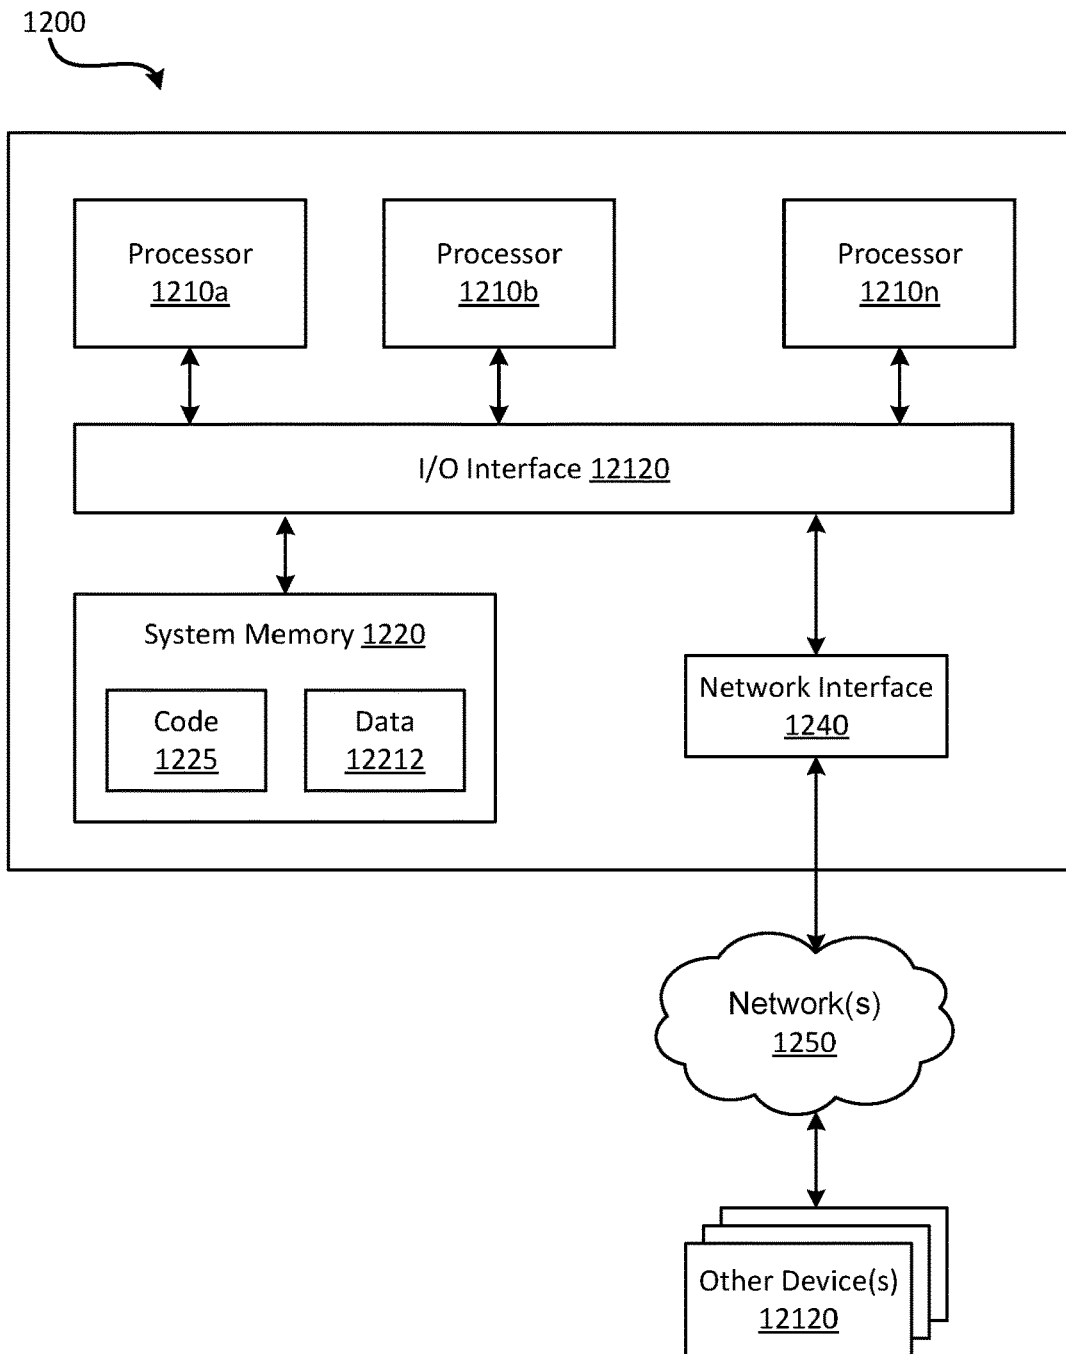 1200
Processor
1210a
Processor
1210b
Processor
1210n
I/O Interface 12120
System Memory 1220
Code
1225
Data
12212
Network Interface
1240
Network(s)
1250
Other Device(s)
12120